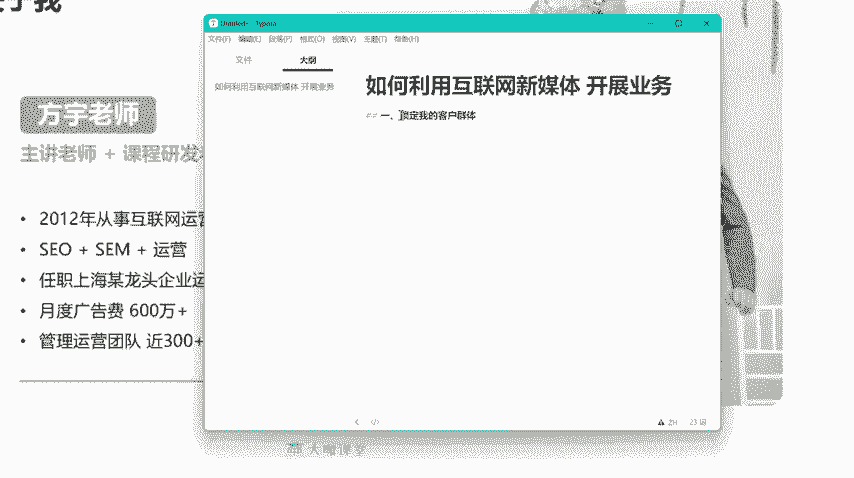 于我
方宇老师
主讲老师 + 课程研发
• 2012年从事互联网运营
• SEO + SEM + 运营
• 任职上海某龙头企业运
• 月度广告费 600万+
• 管理运营团队 近300+
Untitled - Typora
文件(F) 编辑(E) 段落(P) 格式(O) 视图(V) 主题(T) 帮助(H)
文件 大纲
如何利用互联网新媒体 开展业务
如何利用互联网新媒体 开展业务
## 一、锁定我的客户群体
23 词